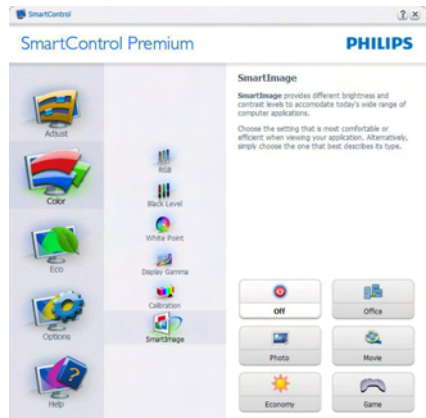 SmartControl
SmartControl Premium
PHILIPS
Adjust
Color
Eco
Options
Help
RGB
Black Level
White Point
Display Gamma
Calibration
SmartImage
SmartImage
SmartImage provides different brightness and
contrast levels to accomodate today's wide range of
computer applications.
Choose the setting that is most comfortable or
efficient when viewing your application. Alternatively,
simply choose the one that best describes its type.
Off
Office
Photo
Movie
Economy
Game